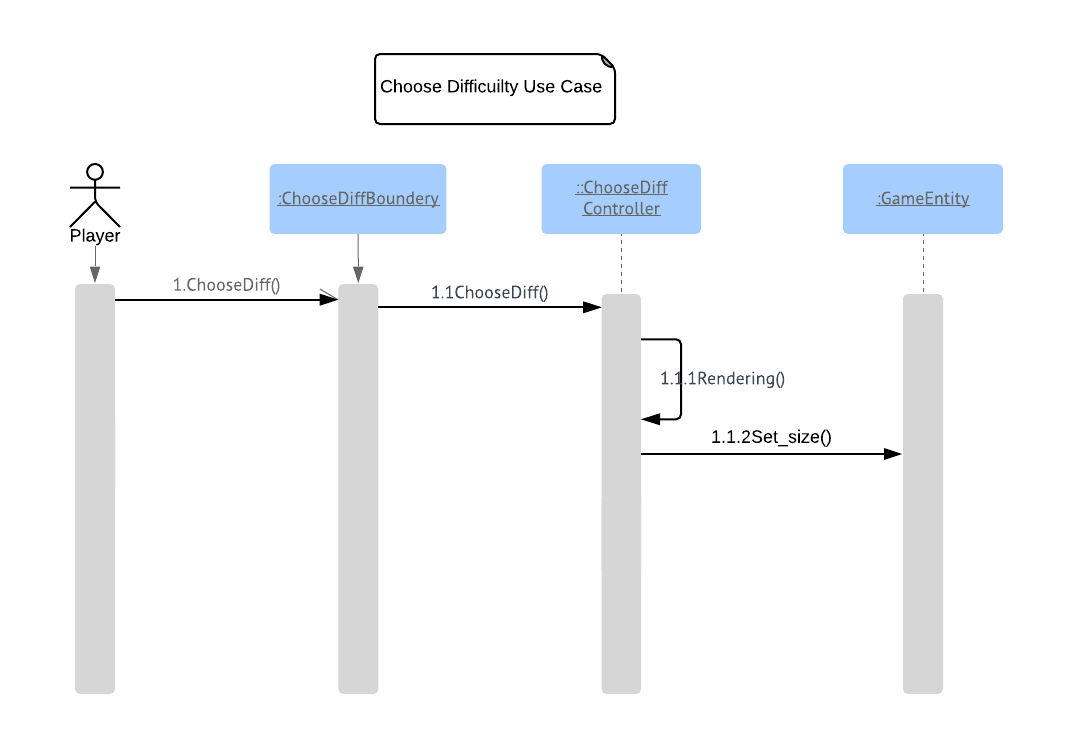 Choose Difficuilty Use Case
Player
:ChooseDiffBoundery
::ChooseDiff
Controller
:GameEntity
1.ChooseDiff()
1.1ChooseDiff()
1.1.1Rendering()
1.1.2Set_size()